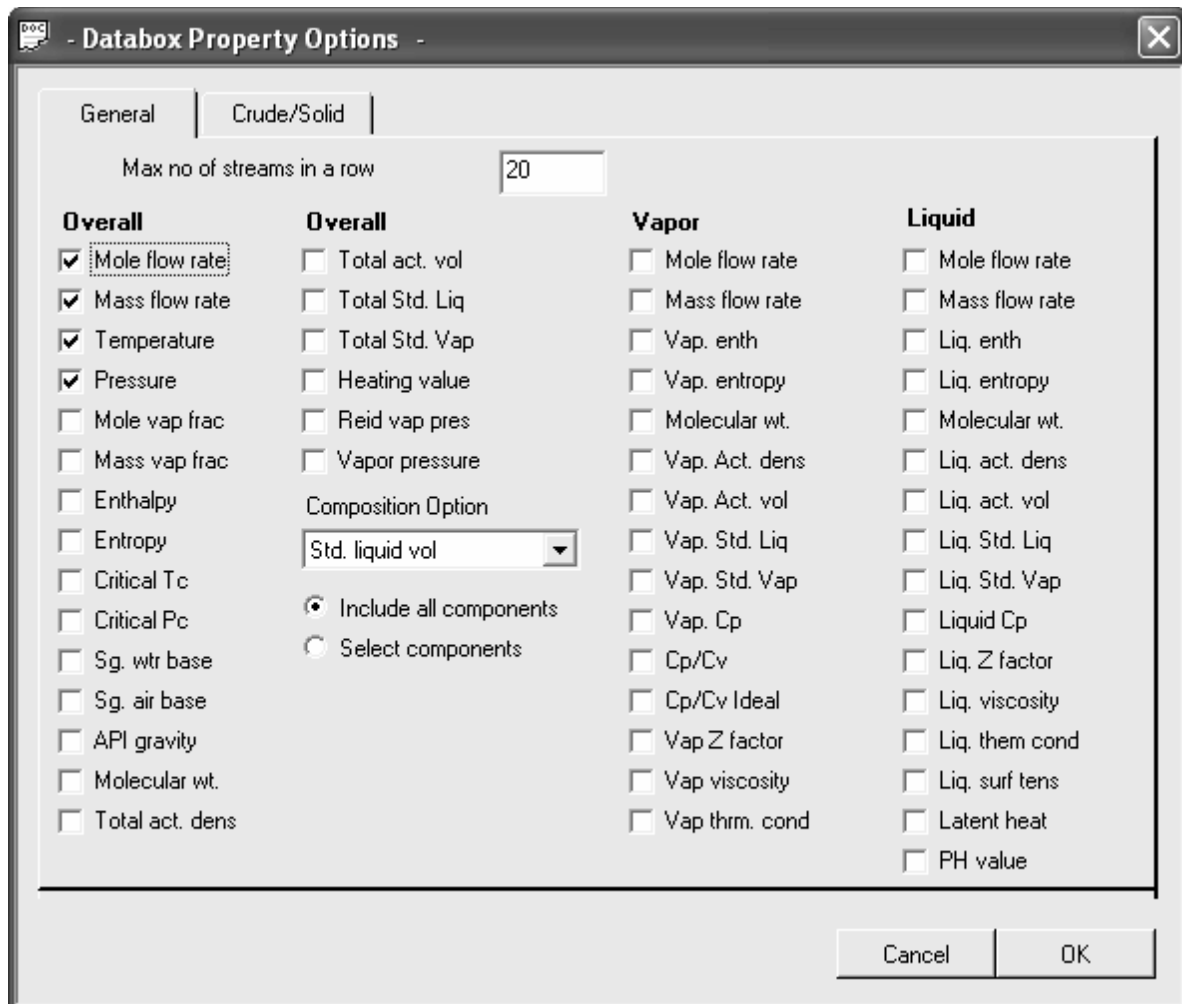 DOC
- Databox Property Options -
General
Crude/Solid
Max no of streams in a row
20
Overall
Mole flow rate
Mass flow rate
Temperature
Pressure
Mole vap frac
Mass vap frac
Enthalpy
Entropy
Critical Tc
Critical Pc
Sg. wtr base
Sg. air base
API gravity
Molecular wt.
Total act. dens
Overall
Total act. vol
Total Std. Liq
Total Std. Vap
Heating value
Reid vap pres
Vapor pressure
Composition Option
Std. liquid vol
Include all components
Select components
Vapor
Mole flow rate
Mass flow rate
Vap. enth
Vap. entropy
Molecular wt.
Vap. Act. dens
Vap. Act. vol
Vap. Std. Liq
Vap. Std. Vap
Vap. Cp
Cp/Cv
Cp/Cv Ideal
Vap Z factor
Vap viscosity
Vap thrm. cond
Liquid
Mole flow rate
Mass flow rate
Liq. enth
Liq. entropy
Molecular wt.
Liq. act. dens
Liq. act. vol
Liq. Std. Liq
Liq. Std. Vap
Liquid Cp
Liq. Z factor
Liq. viscosity
Liq. them cond
Liq. surf tens
Latent heat
PH value
Cancel
OK